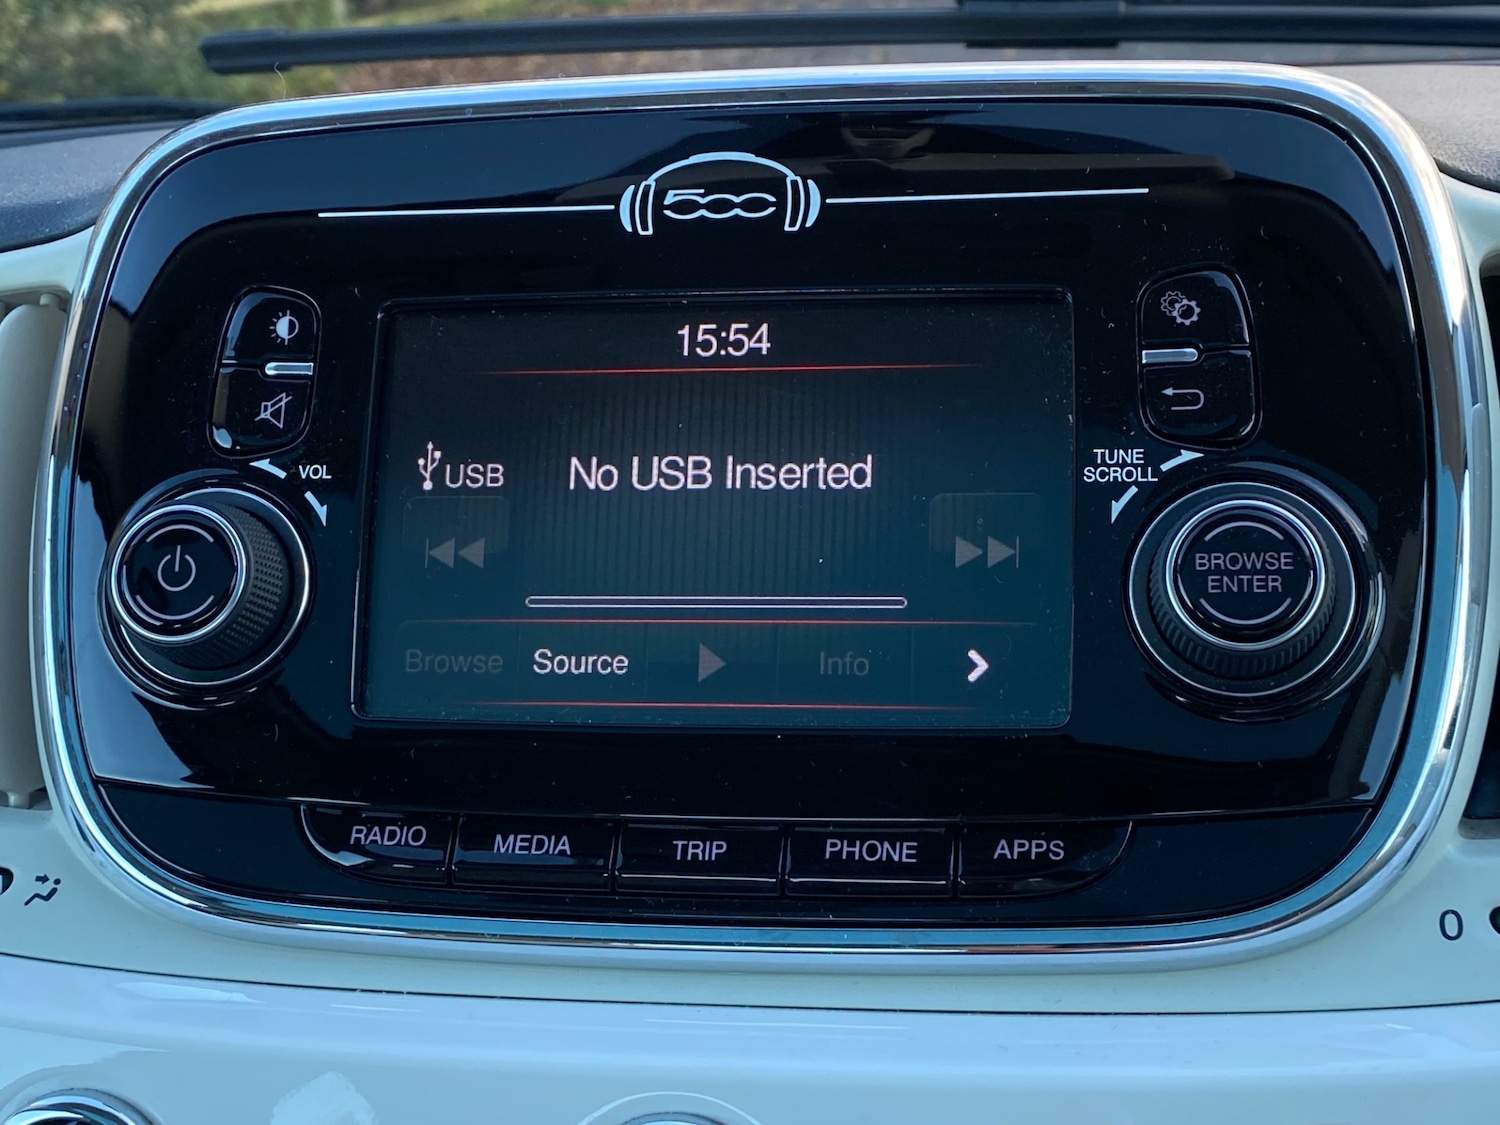 500
15:54
VOL
TUNE
SCROLL
USB
No USB Inserted
BROWSE
ENTER
Browse Source Info
RADIO MEDIA TRIP PHONE APPS
0